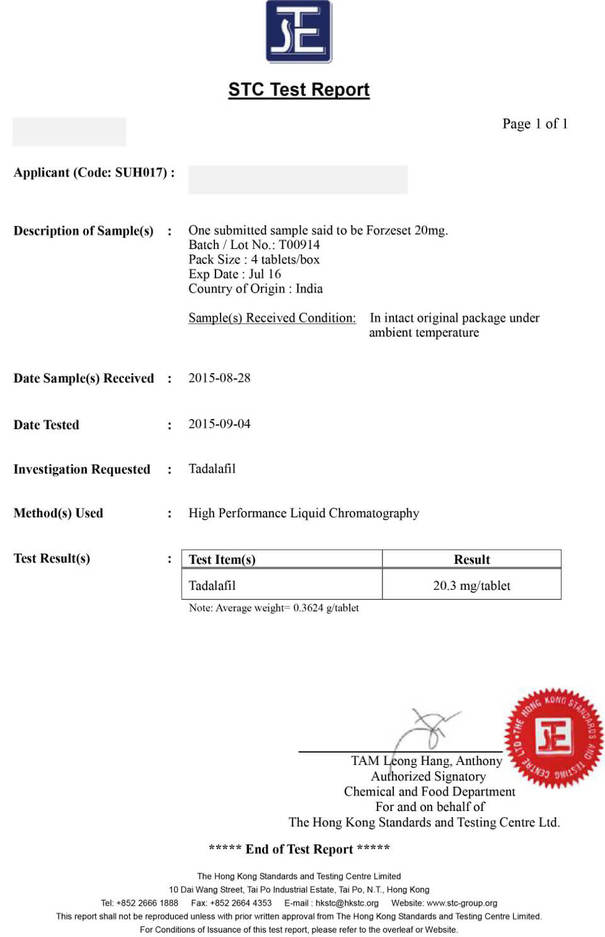 STC
STC Test Report
Page 1 of 1
Applicant (Code: SUH017) :
Description of Sample(s) : One submitted sample said to be Forzeset 20mg.
Batch / Lot No.: T00914
Pack Size : 4 tablets/box
Exp Date : Jul 16
Country of Origin : India
Sample(s) Received Condition: In intact original package under
ambient temperature
Date Sample(s) Received : 2015-08-28
Date Tested : 2015-09-04
Investigation Requested : Tadalafil
Method(s) Used : High Performance Liquid Chromatography
Test Result(s) : Test Item(s) Result
Tadalafil 20.3 mg/tablet
Note: Average weight= 0.3624 g/tablet
THE HONG KONG STANDARDS AND TESTING CENTRE LTD
STC
TAM Leong Hang, Anthony
Authorized Signatory
Chemical and Food Department
For and on behalf of
The Hong Kong Standards and Testing Centre Ltd.
***** End of Test Report *****
The Hong Kong Standards and Testing Centre Limited
10 Dai Wang Street, Tai Po Industrial Estate, Tai Po, N.T., Hong Kong
Tel: +852 2666 1888 Fax: +852 2664 4353 E-mail : hkstc@hkstc.org Website: www.stc-group.org
This report shall not be reproduced unless with prior written approval from The Hong Kong Standards and Testing Centre Limited.
For Conditions of Issuance of this test report, please refer to the overleaf or Website.